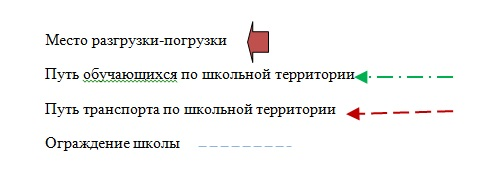 Место разгрузки-погрузки
Путь обучающихся по школьной территории
Путь транспорта по школьной территории
Ограждение школы